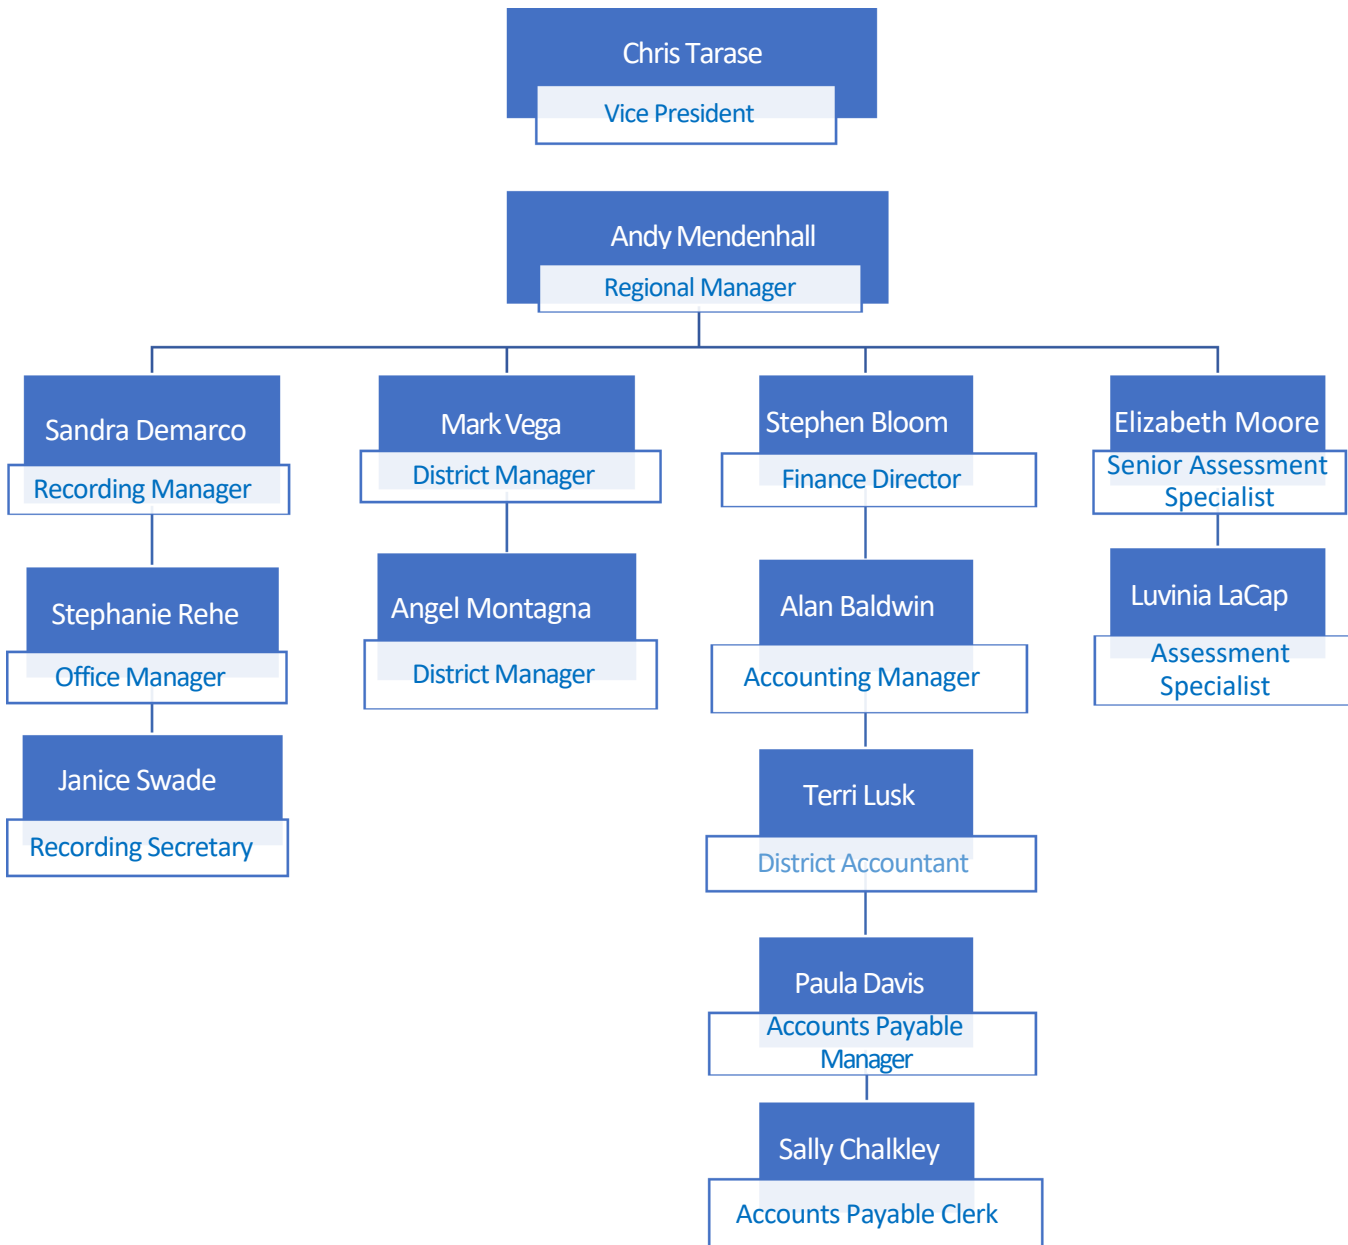 Chris Tarase
Vice President
Andy Mendenhall
Regional Manager
Sandra Demarco
Recording Manager
Stephanie Rehe
Office Manager
Janice Swade
Recording Secretary
Mark Vega
District Manager
Angel Montagna
District Manager
Stephen Bloom
Finance Director
Alan Baldwin
Accounting Manager
Terri Lusk
District Accountant
Paula Davis
Accounts Payable
Manager
Sally Chalkley
Accounts Payable Clerk
Elizabeth Moore
Senior Assessment
Specialist
Luvinia LaCap
Assessment
Specialist